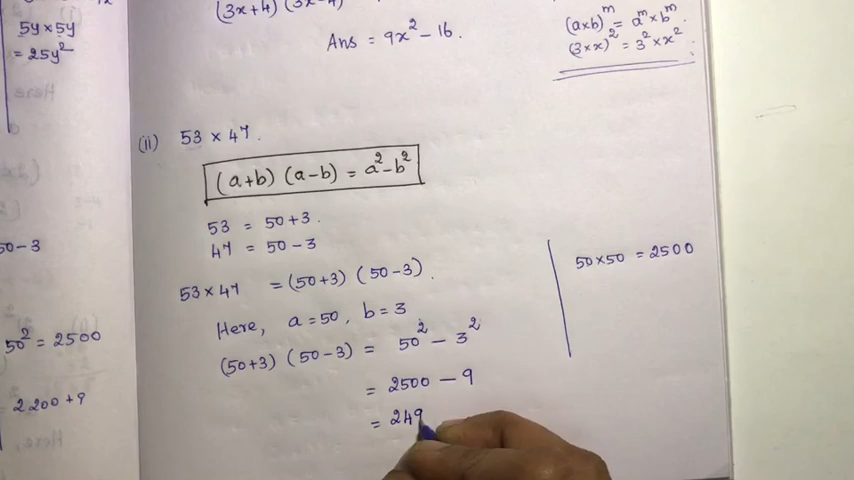 5y × 5y
= 25y²
50 − 3
50² = 2500
2200 + 9
(3x+4) (3x−4)
Ans = 9x² − 16.
(a×b)ᵐ = aᵐ × bᵐ
(3×x)² = 3² × x²
(ii) 53 × 47.
(a+b) (a−b) = a² − b²
53 = 50 + 3.
47 = 50 − 3
53 × 47 = (50+3) (50−3).
Here, a = 50, b = 3
(50+3) (50−3) = 50² − 3²
= 2500 − 9
= 249
50 × 50 = 2500